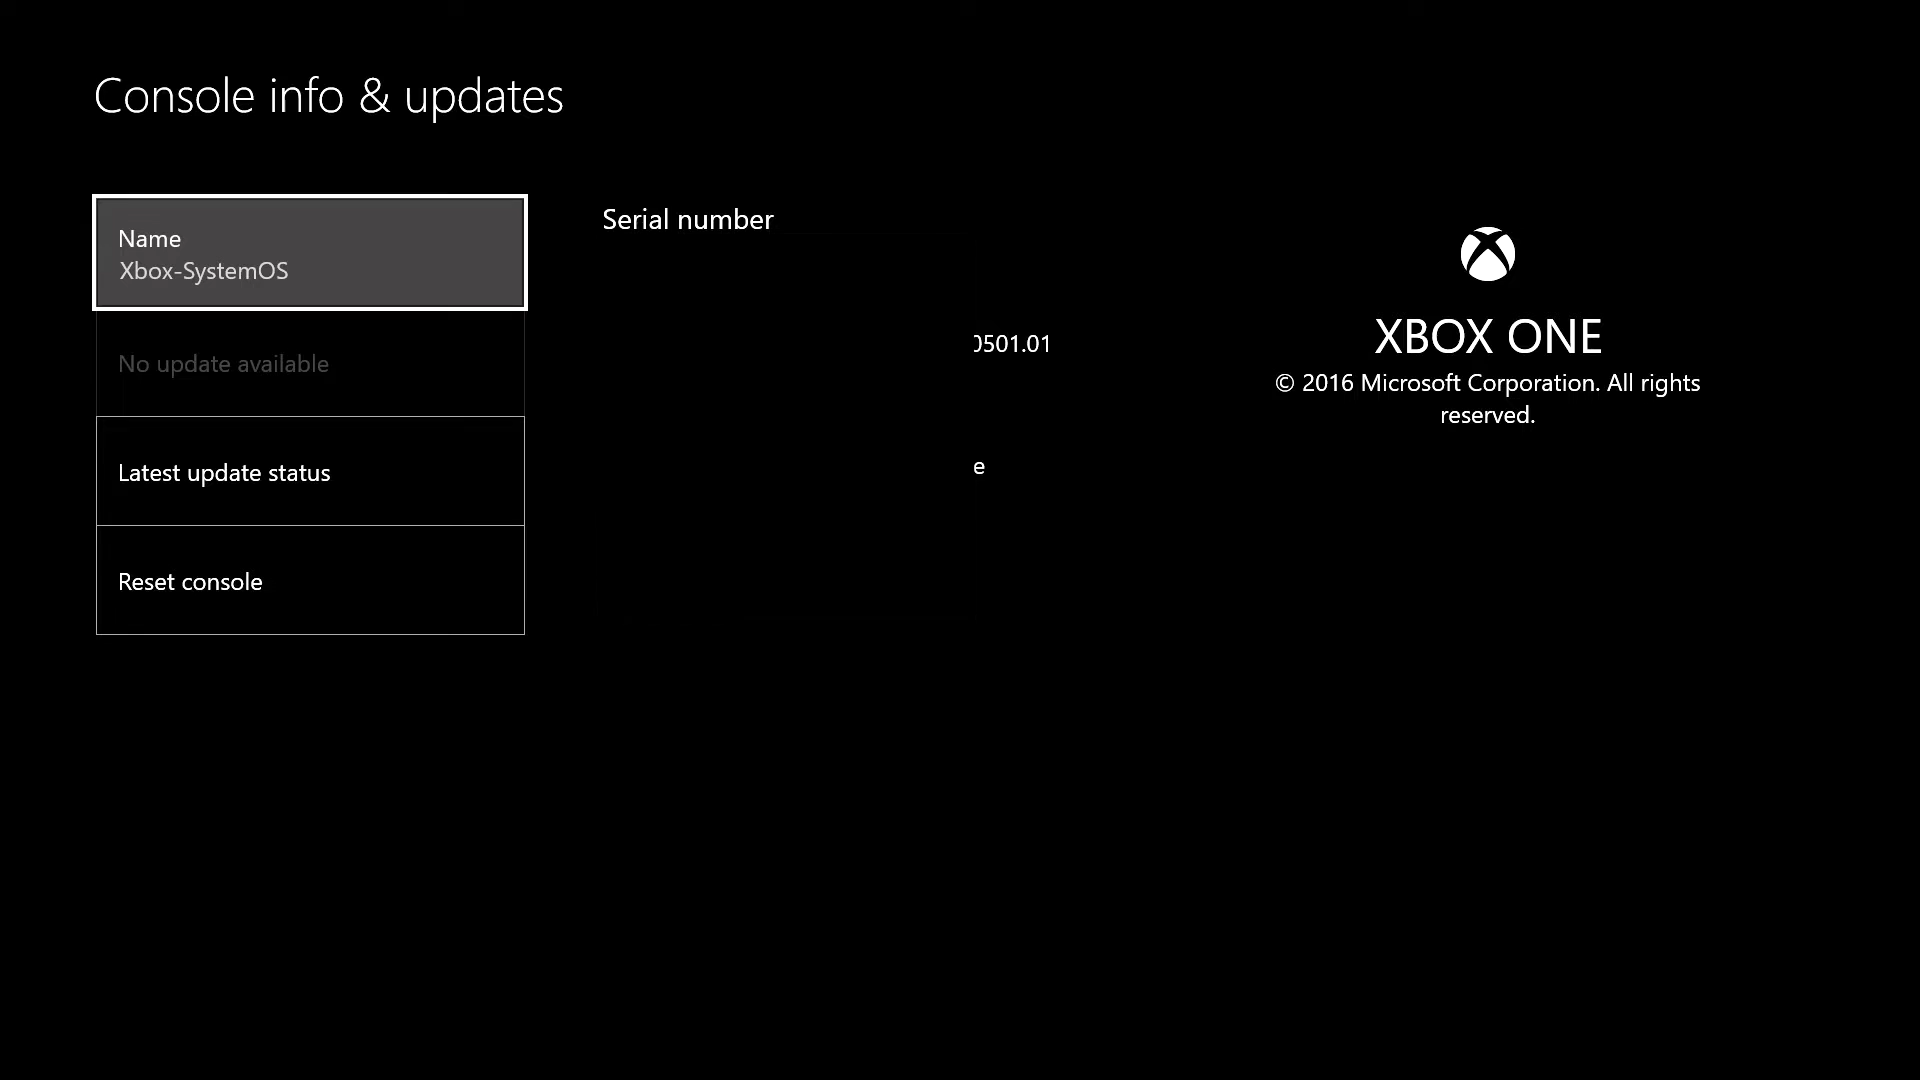 Console info & updates
Name
Xbox-SystemOS
No update available
Latest update status
Reset console
Serial number
0501.01
e
XBOX ONE
© 2016 Microsoft Corporation. All rights
reserved.